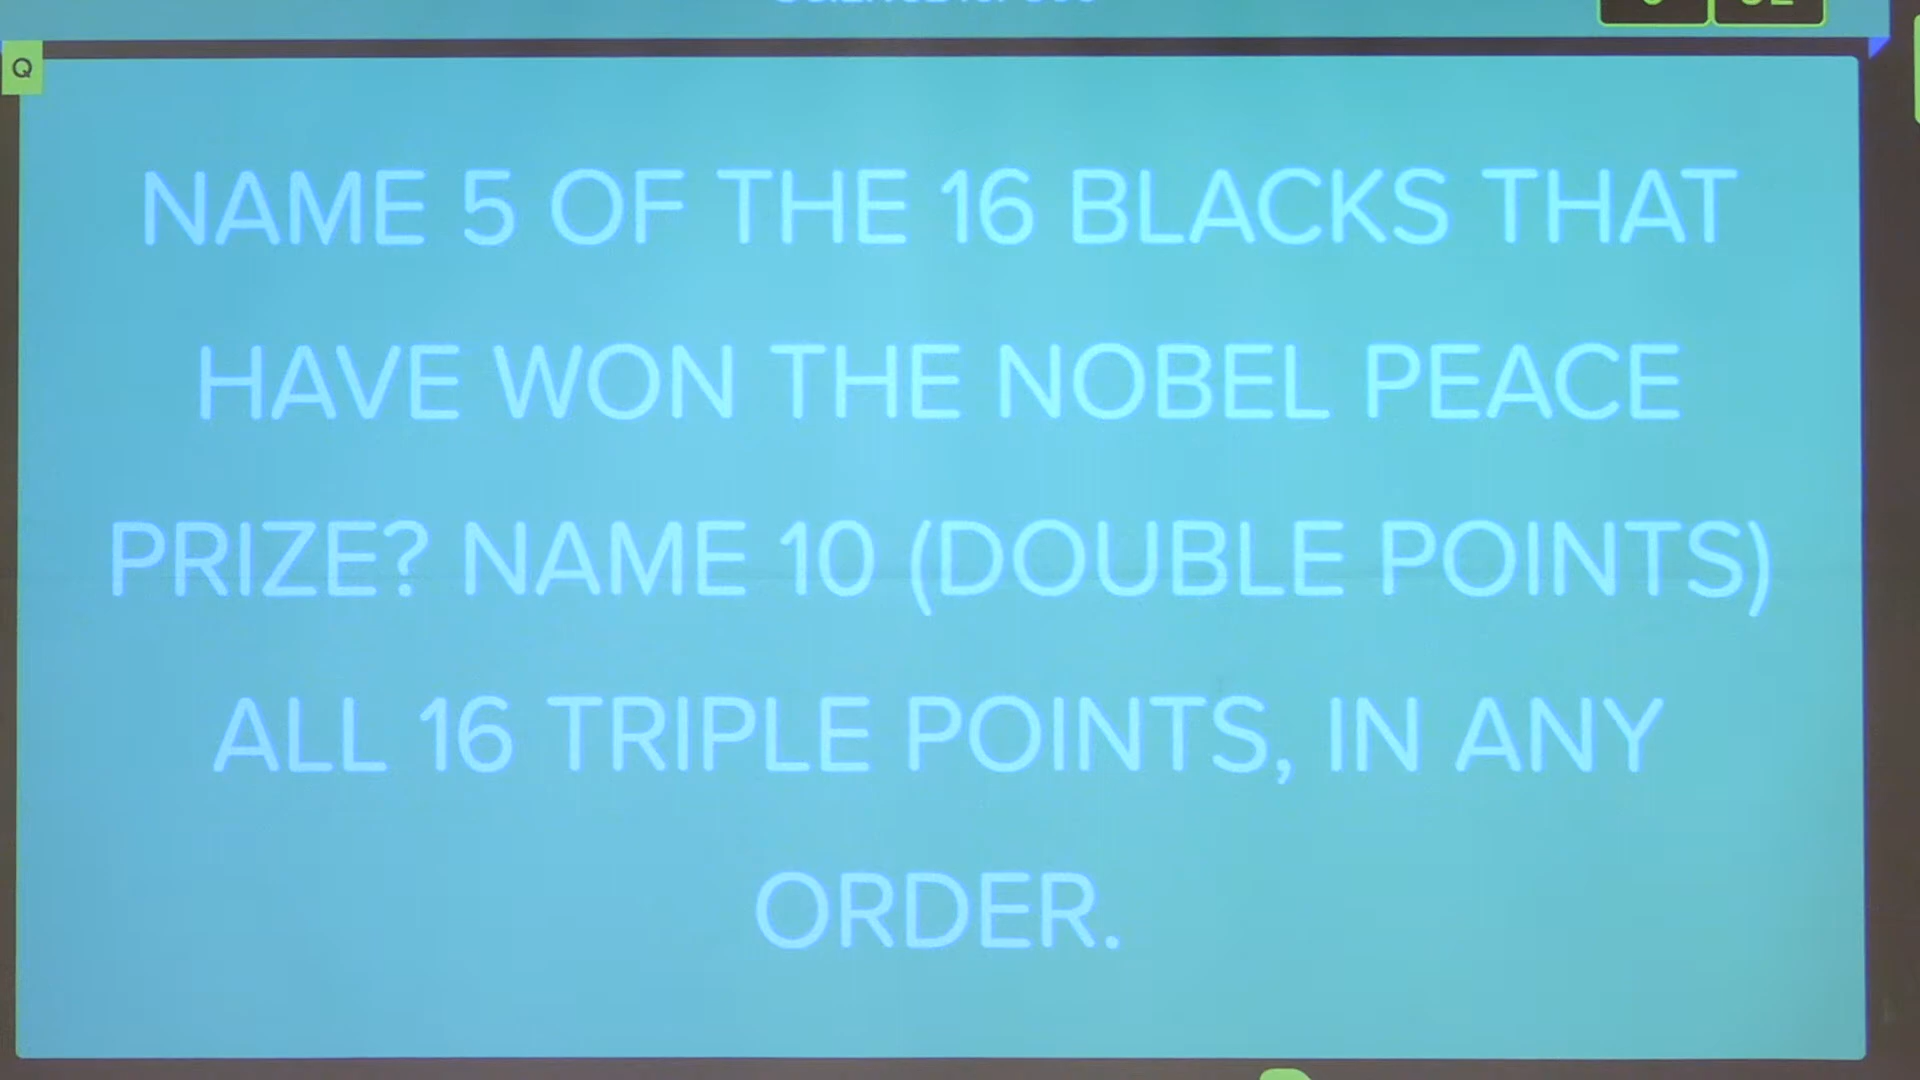 Q
NAME 5 OF THE 16 BLACKS THAT
HAVE WON THE NOBEL PEACE
PRIZE? NAME 10 (DOUBLE POINTS)
ALL 16 TRIPLE POINTS, IN ANY
ORDER.